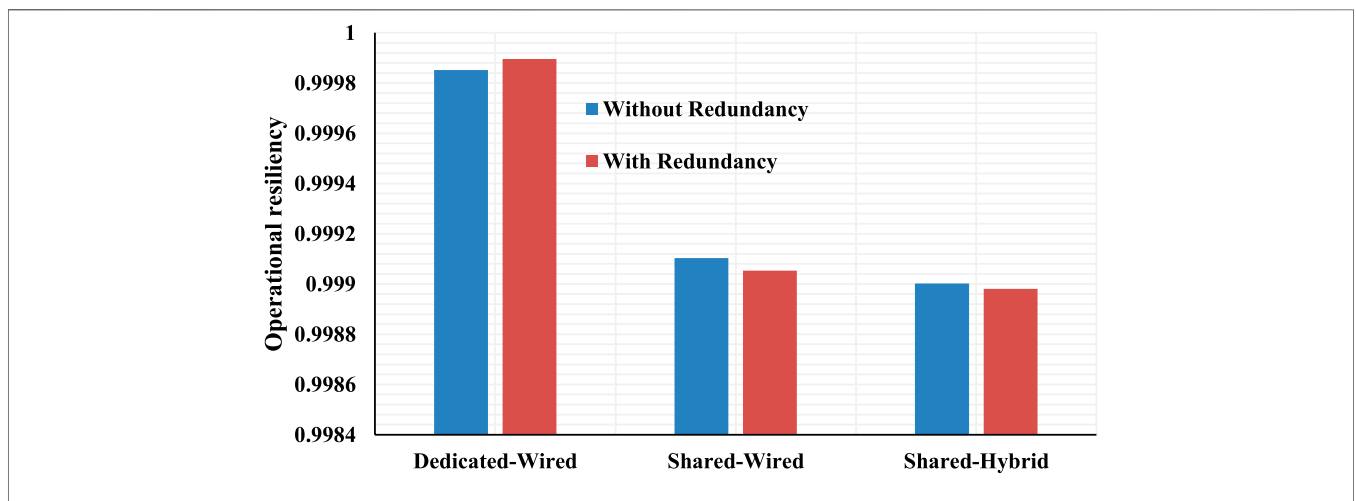 Operational resiliency
1
0.9998
0.9996
0.9994
0.9992
0.999
0.9988
0.9986
0.9984
Without Redundancy
With Redundancy
Dedicated-Wired
Shared-Wired
Shared-Hybrid